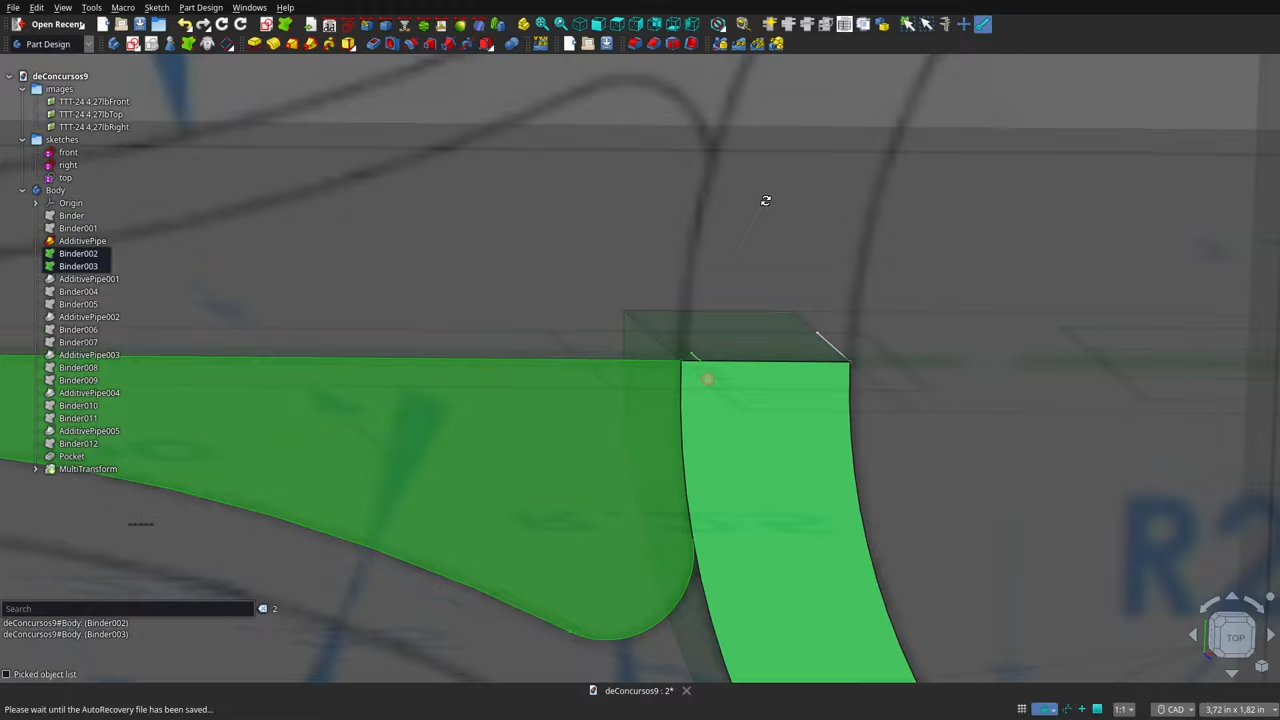 File Edit View Tools Macro Sketch Part Design Windows Help
Open Recent
Part Design
deConcursos9
images
TTT-24 4,27lbFront
TTT-24 4,27lbTop
TTT-24 4,27lbRight
sketches
front
right
top
Body
Origin
Binder
Binder001
AdditivePipe
Binder002
Binder003
AdditivePipe001
Binder004
Binder005
AdditivePipe002
Binder006
Binder007
AdditivePipe003
Binder008
Binder009
AdditivePipe004
Binder010
Binder011
AdditivePipe005
Binder012
Pocket
MultiTransform
R2
Search
2
deConcursos9#Body. (Binder002)
deConcursos9#Body. (Binder003)
TOP
Picked object list
deConcursos9 : 2*
Please wait until the AutoRecovery file has been saved...
1:1
CAD
3,72 in x 1,82 in